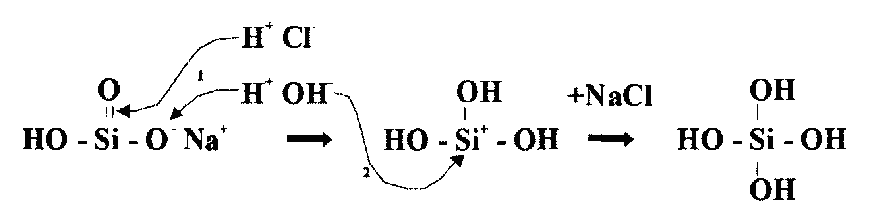 H⁺ Cl⁻
1
O H⁺ OH⁻ OH +NaCl OH
HO - Si - O⁻ Na⁺ HO - Si⁺ - OH HO - Si - OH
2
OH